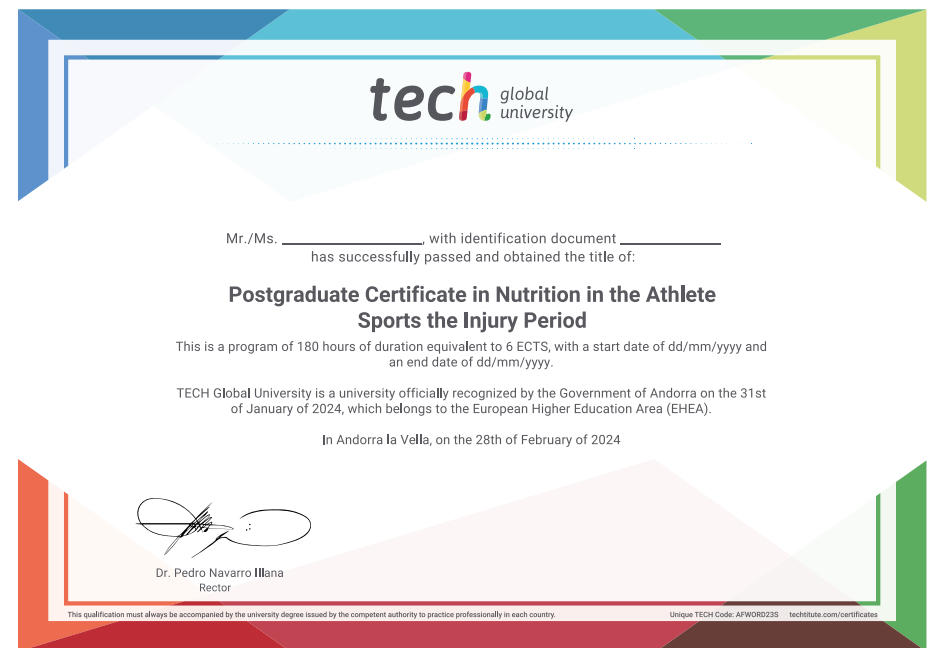 tech global
university
Mr./Ms. ____________, with identification document ____________
has successfully passed and obtained the title of:
Postgraduate Certificate in Nutrition in the Athlete
Sports the Injury Period
This is a program of 180 hours of duration equivalent to 6 ECTS, with a start date of dd/mm/yyyy and
an end date of dd/mm/yyyy.
TECH Global University is a university officially recognized by the Government of Andorra on the 31st
of January of 2024, which belongs to the European Higher Education Area (EHEA).
In Andorra la Vella, on the 28th of February of 2024
Dr. Pedro Navarro Illana
Rector
This qualification must always be accompanied by the university degree issued by the competent authority to practice professionally in each country.
Unique TECH Code: AFWORD23S techtitute.com/certificates